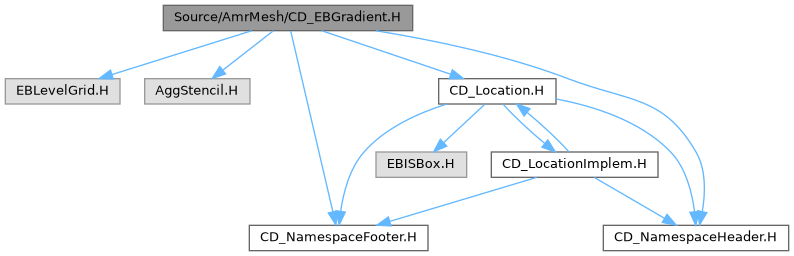 Source/AmrMesh/CD_EBGradient.H
EBLevelGrid.H
AggStencil.H
CD_Location.H
EBISBox.H
CD_LocationImplem.H
CD_NamespaceFooter.H
CD_NamespaceHeader.H